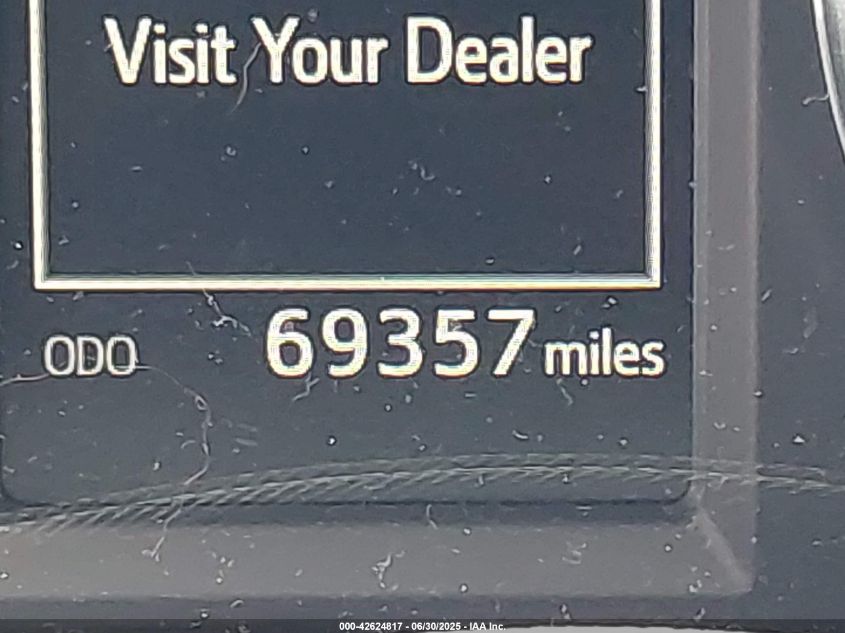 Visit Your Dealer
ODO 69357 miles
000-42624817 - 06/30/2025 - IAA Inc.